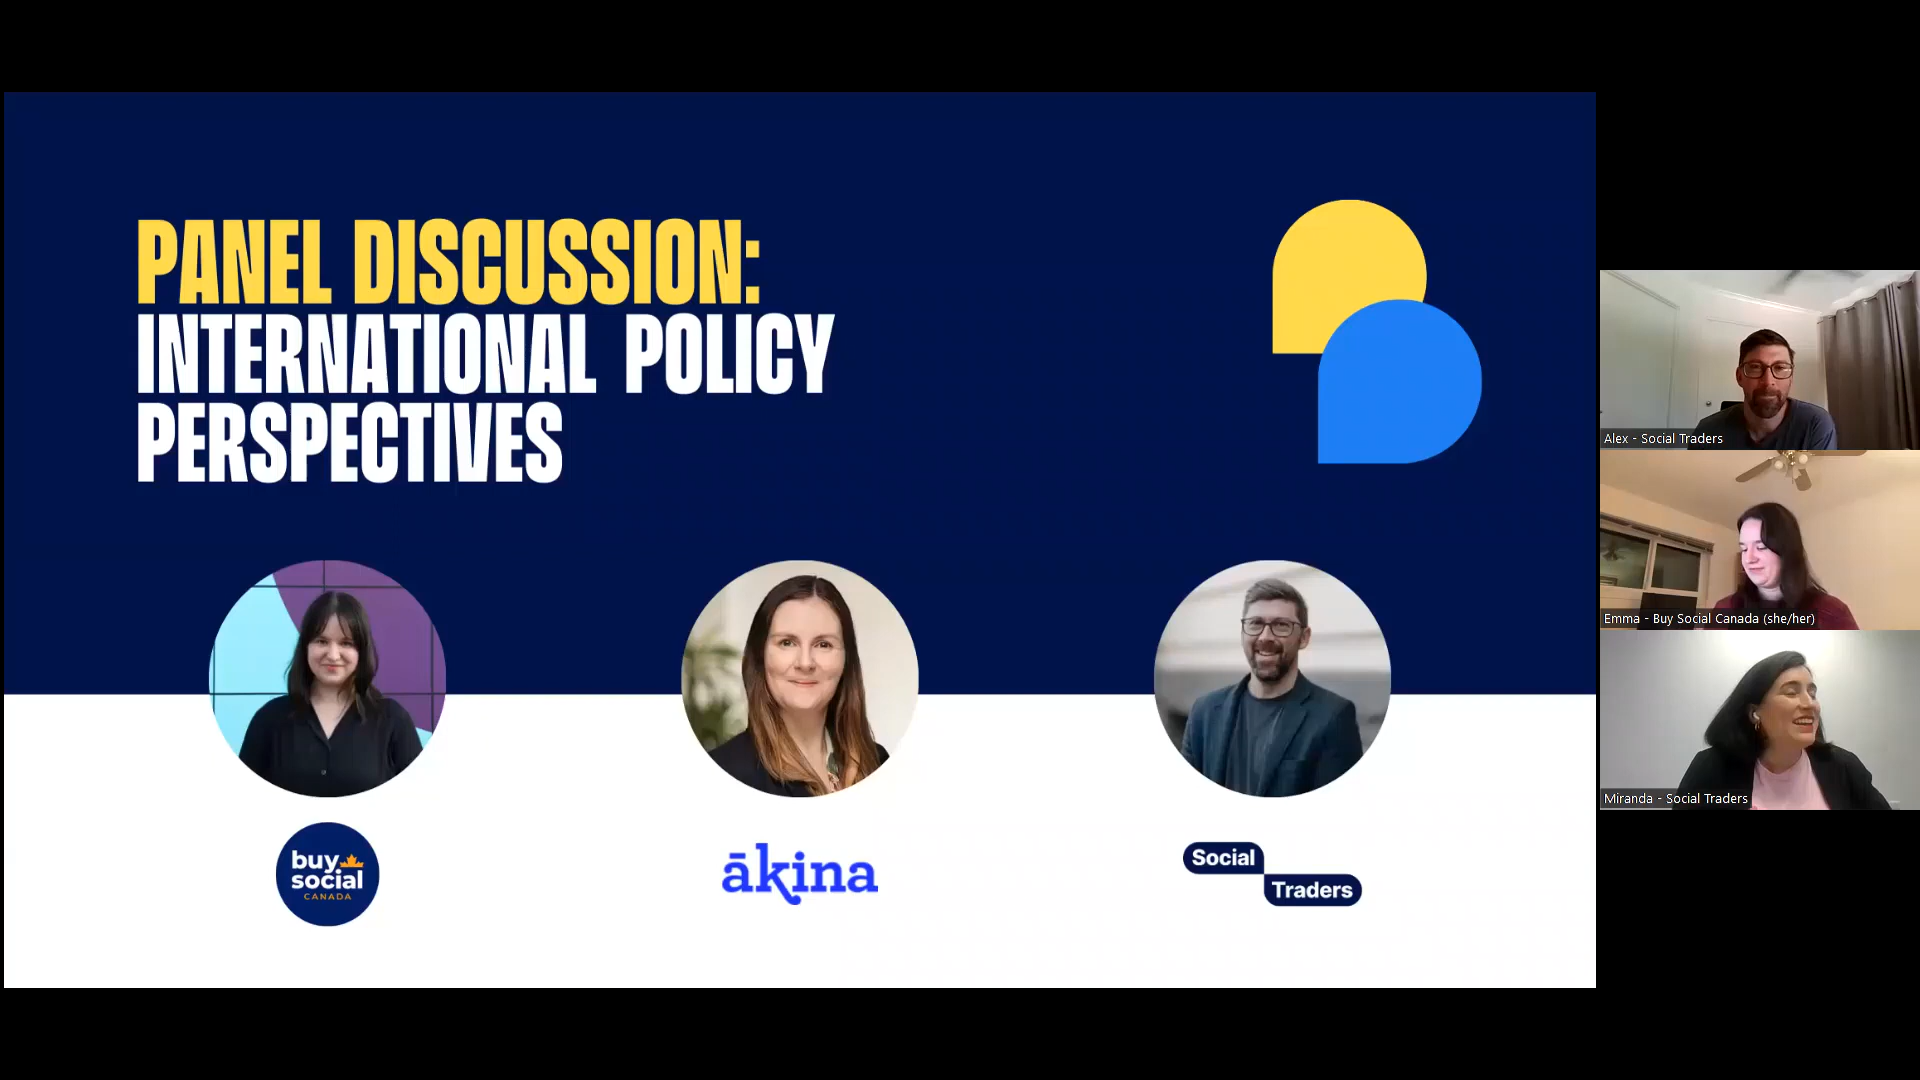 PANEL DISCUSSION:
INTERNATIONAL POLICY
PERSPECTIVES
buy
social
CANADA
ākina
Social
Traders
Alex - Social Traders
Emma - Buy Social Canada (she/her)
Miranda - Social Traders